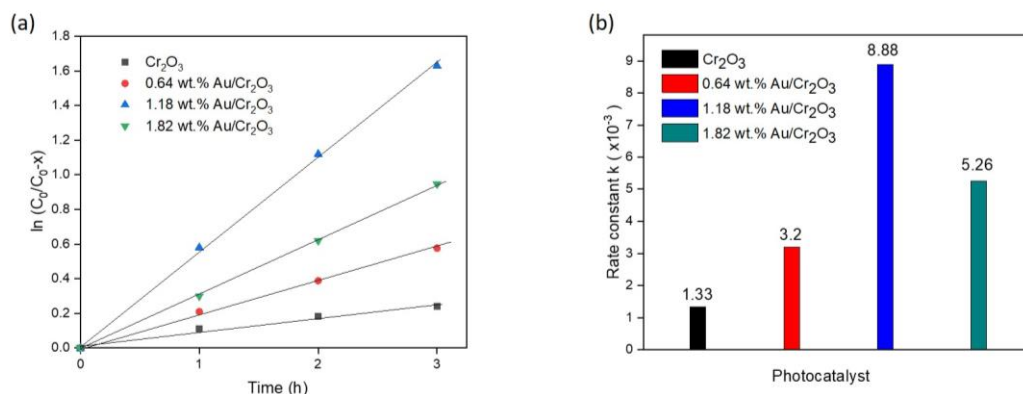 (a)
1.8
1.6
1.4
1.2
1.0
0.8
0.6
0.4
0.2
0.0
ln (C₀/C₀-x)
Cr₂O₃
0.64 wt.% Au/Cr₂O₃
1.18 wt.% Au/Cr₂O₃
1.82 wt.% Au/Cr₂O₃
0 1 2 3
Time (h)
(b)
9
8
7
6
5
4
3
2
1
0
Rate constant k ( x10⁻³)
Cr₂O₃
0.64 wt.% Au/Cr₂O₃
1.18 wt.% Au/Cr₂O₃
1.82 wt.% Au/Cr₂O₃
1.33
3.2
8.88
5.26
Photocatalyst